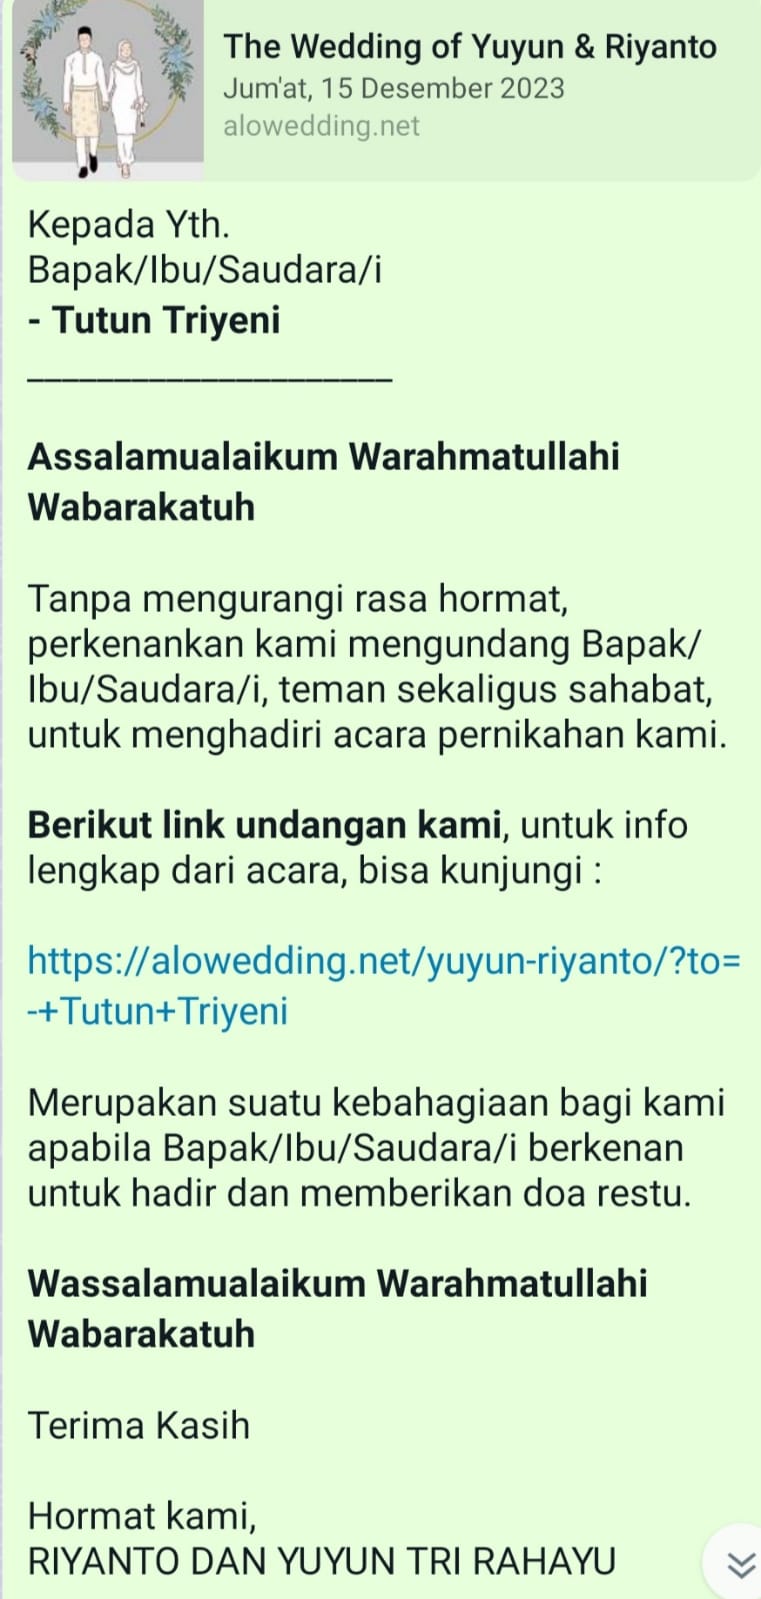 The Wedding of Yuyun & Riyanto
Jum'at, 15 Desember 2023
alowedding.net
Kepada Yth.
Bapak/Ibu/Saudara/i
- Tutun Triyeni
______________________
Assalamualaikum Warahmatullahi
Wabarakatuh
Tanpa mengurangi rasa hormat,
perkenankan kami mengundang Bapak/
Ibu/Saudara/i, teman sekaligus sahabat,
untuk menghadiri acara pernikahan kami.
Berikut link undangan kami, untuk info
lengkap dari acara, bisa kunjungi :
https://alowedding.net/yuyun-riyanto/?to=
-+Tutun+Triyeni
Merupakan suatu kebahagiaan bagi kami
apabila Bapak/Ibu/Saudara/i berkenan
untuk hadir dan memberikan doa restu.
Wassalamualaikum Warahmatullahi
Wabarakatuh
Terima Kasih
Hormat kami,
RIYANTO DAN YUYUN TRI RAHAYU